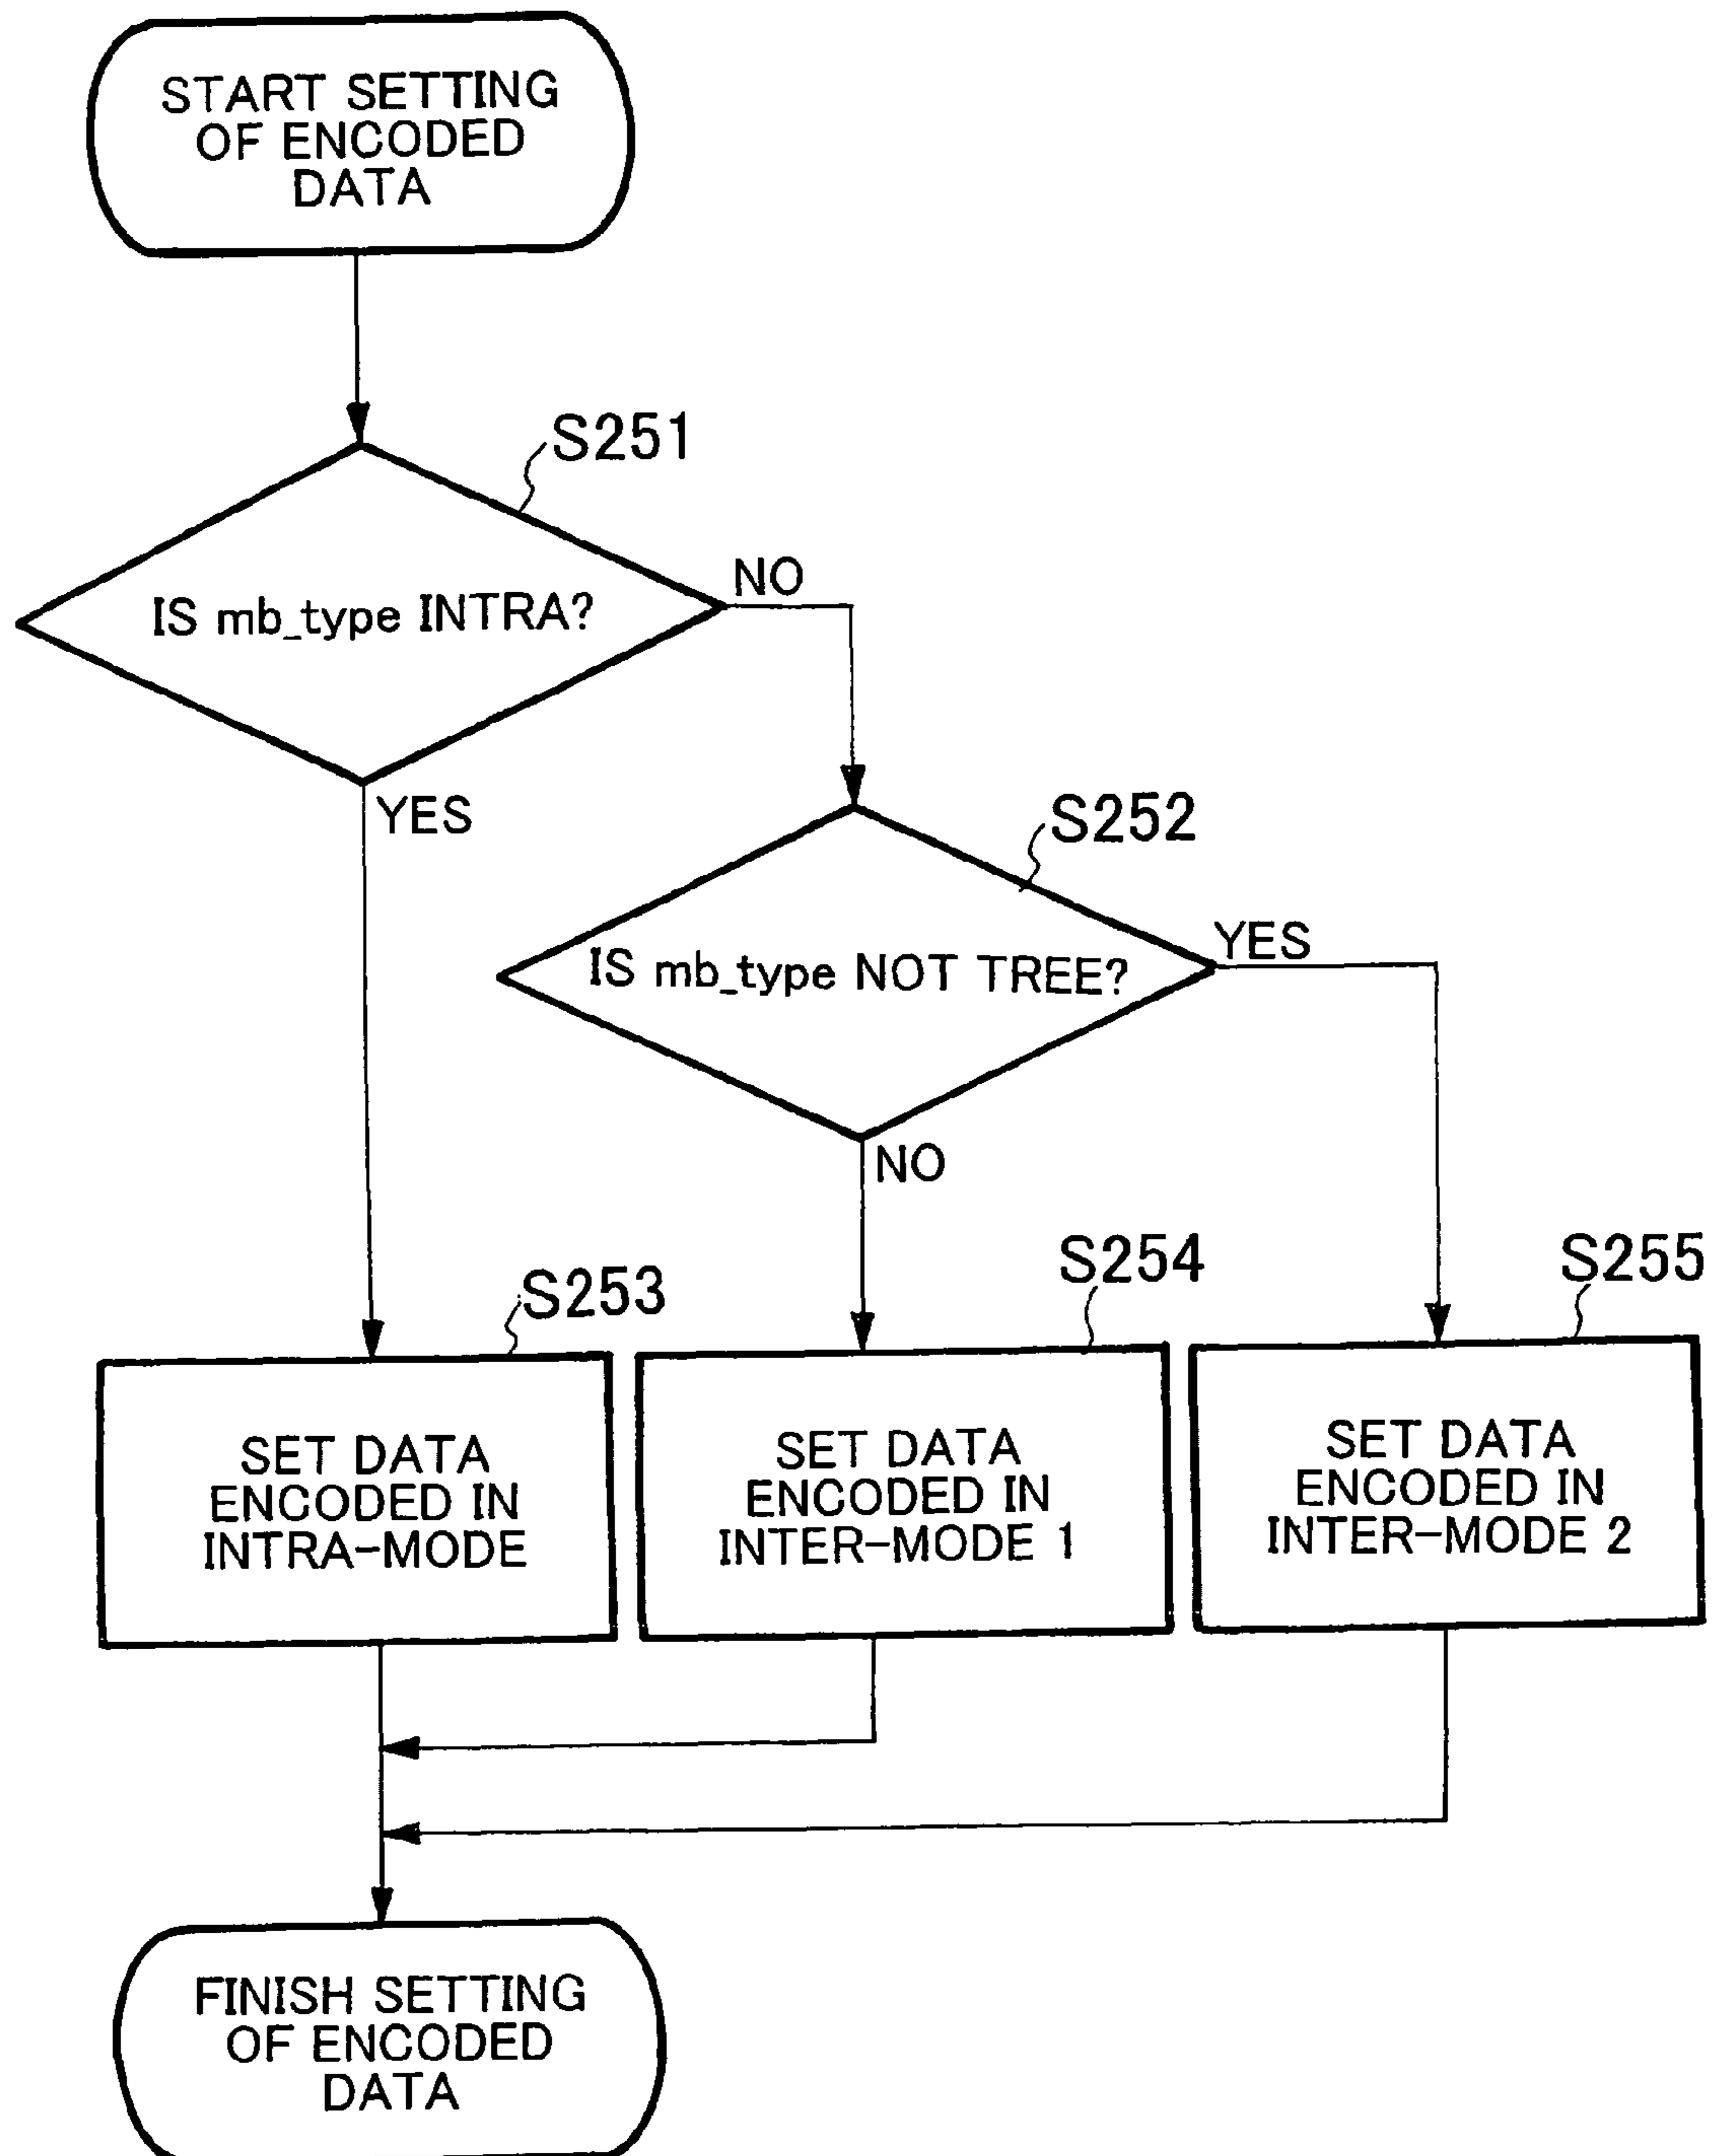 START SETTING
OF ENCODED
DATA
S251
IS mb_type INTRA?
NO
YES
S252
IS mb_type NOT TREE?
YES
NO
S253
S254
S255
SET DATA
ENCODED IN
INTRA-MODE
SET DATA
ENCODED IN
INTER-MODE 1
SET DATA
ENCODED IN
INTER-MODE 2
FINISH SETTING
OF ENCODED
DATA